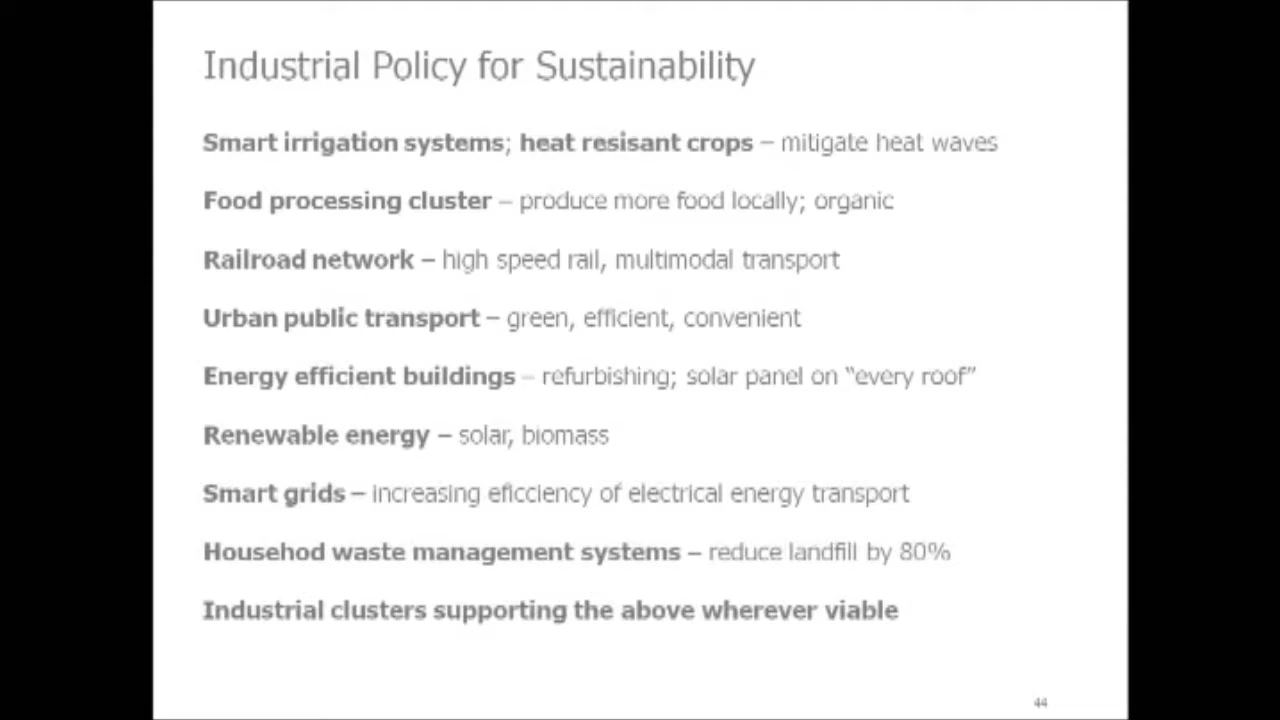 Industrial Policy for Sustainability
Smart irrigation systems; heat resisant crops – mitigate heat waves
Food processing cluster – produce more food locally; organic
Railroad network – high speed rail, multimodal transport
Urban public transport – green, efficient, convenient
Energy efficient buildings – refurbishing; solar panel on “every roof”
Renewable energy – solar, biomass
Smart grids – increasing eficciency of electrical energy transport
Househod waste management systems – reduce landfill by 80%
Industrial clusters supporting the above wherever viable
44